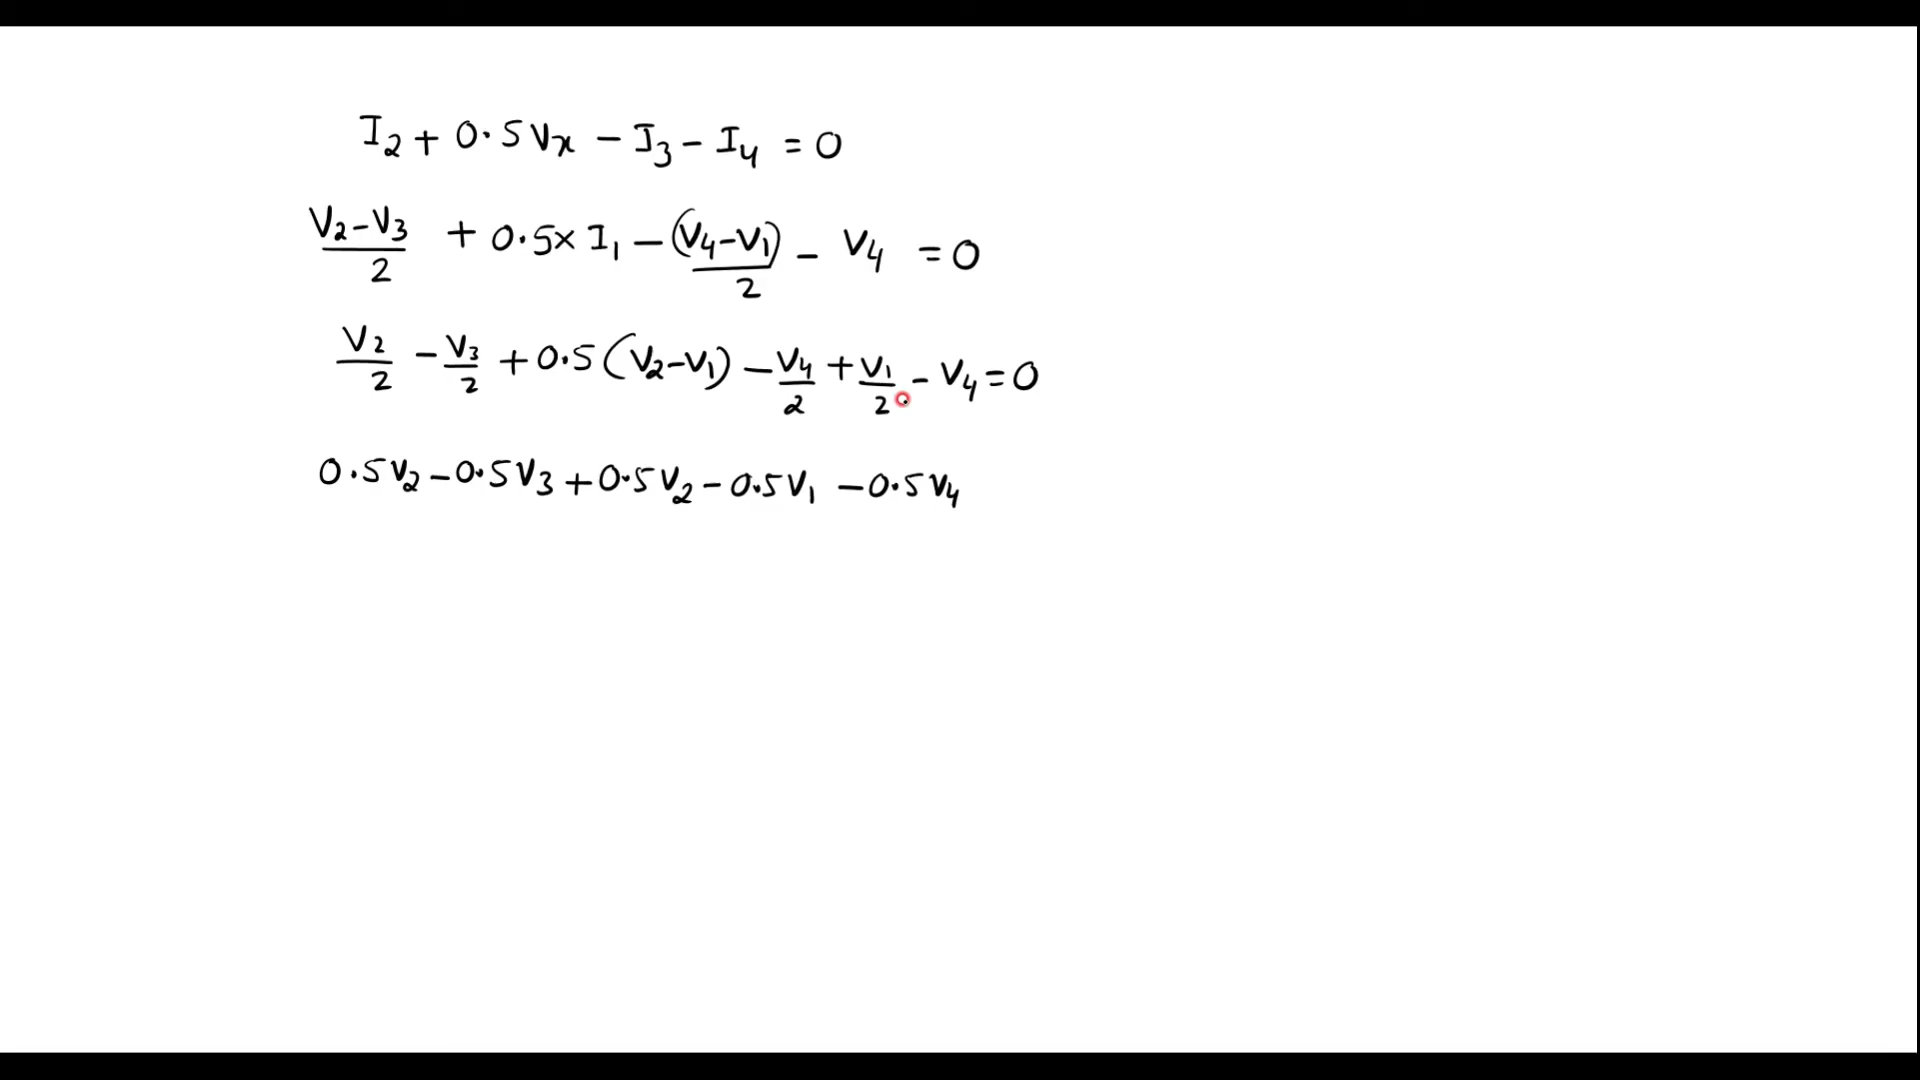 I₂ + 0.5Vx - I₃ - I₄ = 0
(V₂-V₃)/2 + 0.5× I₁ - (V₄-V₁)/2 - V₄ = 0
V₂/2 - V₃/2 + 0.5(V₂-V₁) - V₄/2 + V₁/2 - V₄ = 0
0.5V₂ - 0.5V₃ + 0.5V₂ - 0.5V₁ - 0.5V₄